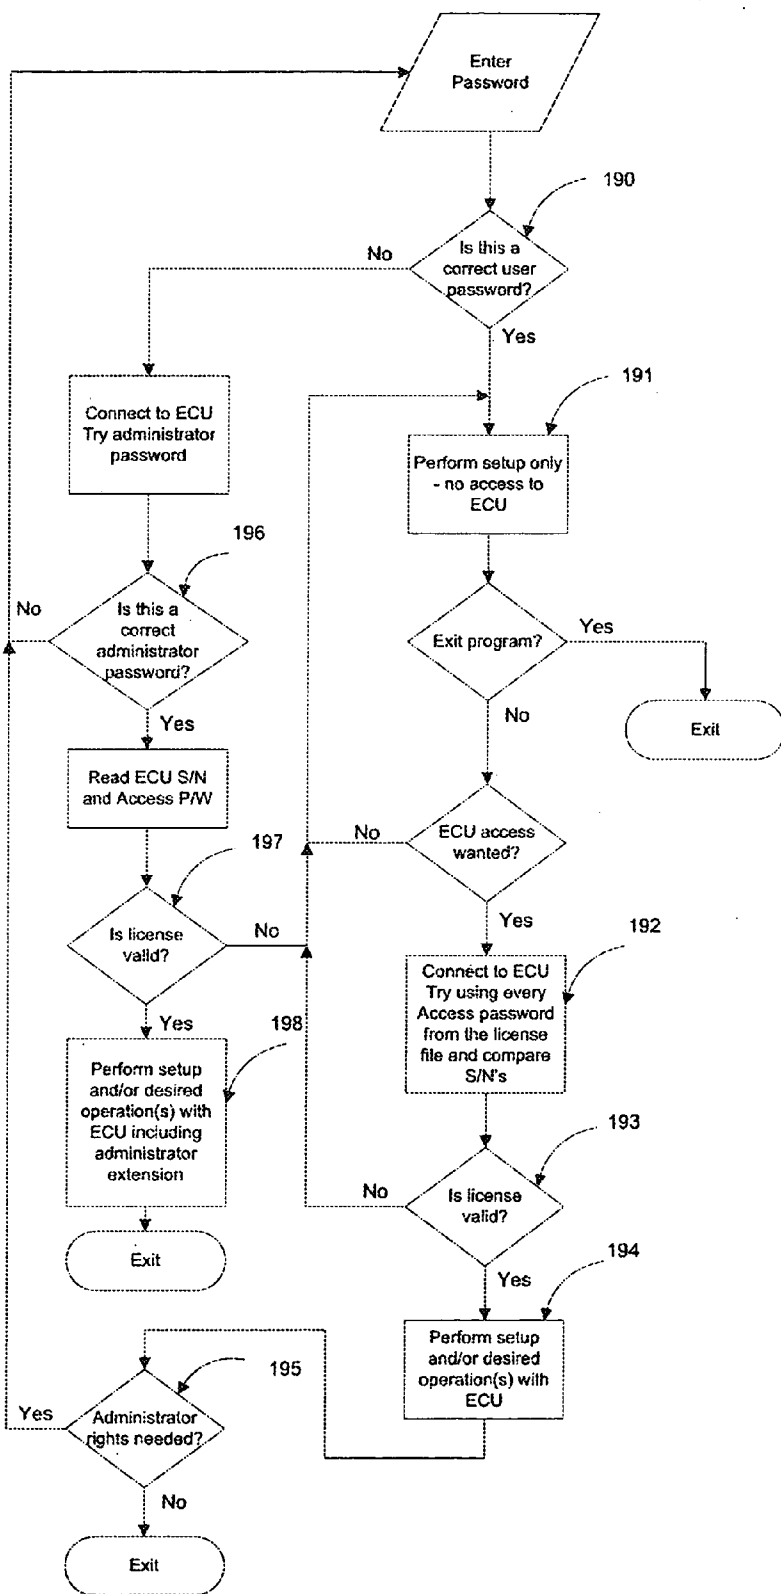 Enter
Password
190
Is this a
correct user
password?
No
Yes
191
Connect to ECU
Try administrator
password
Perform setup only
- no access to
ECU
196
Is this a
correct
administrator
password?
No
Yes
Exit program?
Yes
No
Exit
Read ECU S/N
and Access P/W
197
ECU access
wanted?
No
Yes
Is license
valid?
No
Yes
192
Connect to ECU
Try using every
Access password
from the license
file and compare
S/N's
198
Perform setup
and/or desired
operation(s) with
ECU including
administrator
extension
193
Is license
valid?
No
Yes
Exit
194
Perform setup
and/or desired
operation(s) with
ECU
195
Administrator
rights needed?
Yes
No
Exit